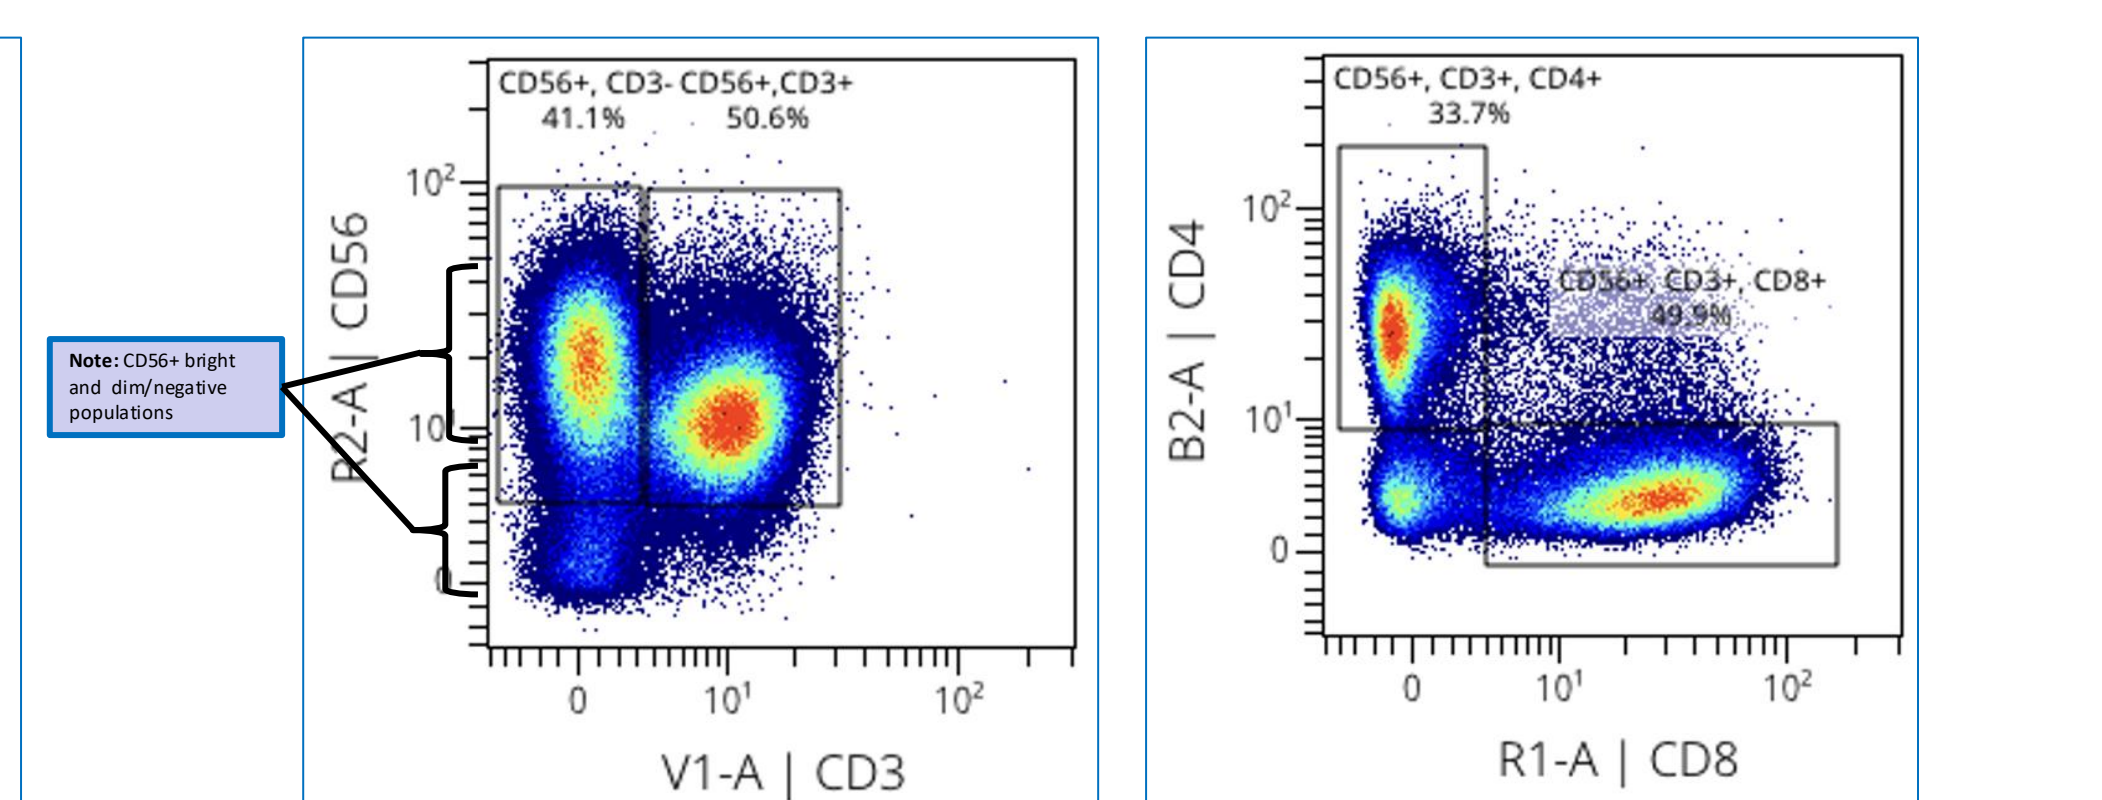 Note: CD56+ bright
and dim/negative
populations
CD56+, CD3- CD56+,CD3+
41.1% 50.6%
10²
10¹
0
B2-A | CD56
0 10¹ 10²
V1-A | CD3
CD56+, CD3+, CD4+
33.7%
CD56+, CD3+, CD8+
49.9%
10²
10¹
0
B2-A | CD4
0 10¹ 10²
R1-A | CD8